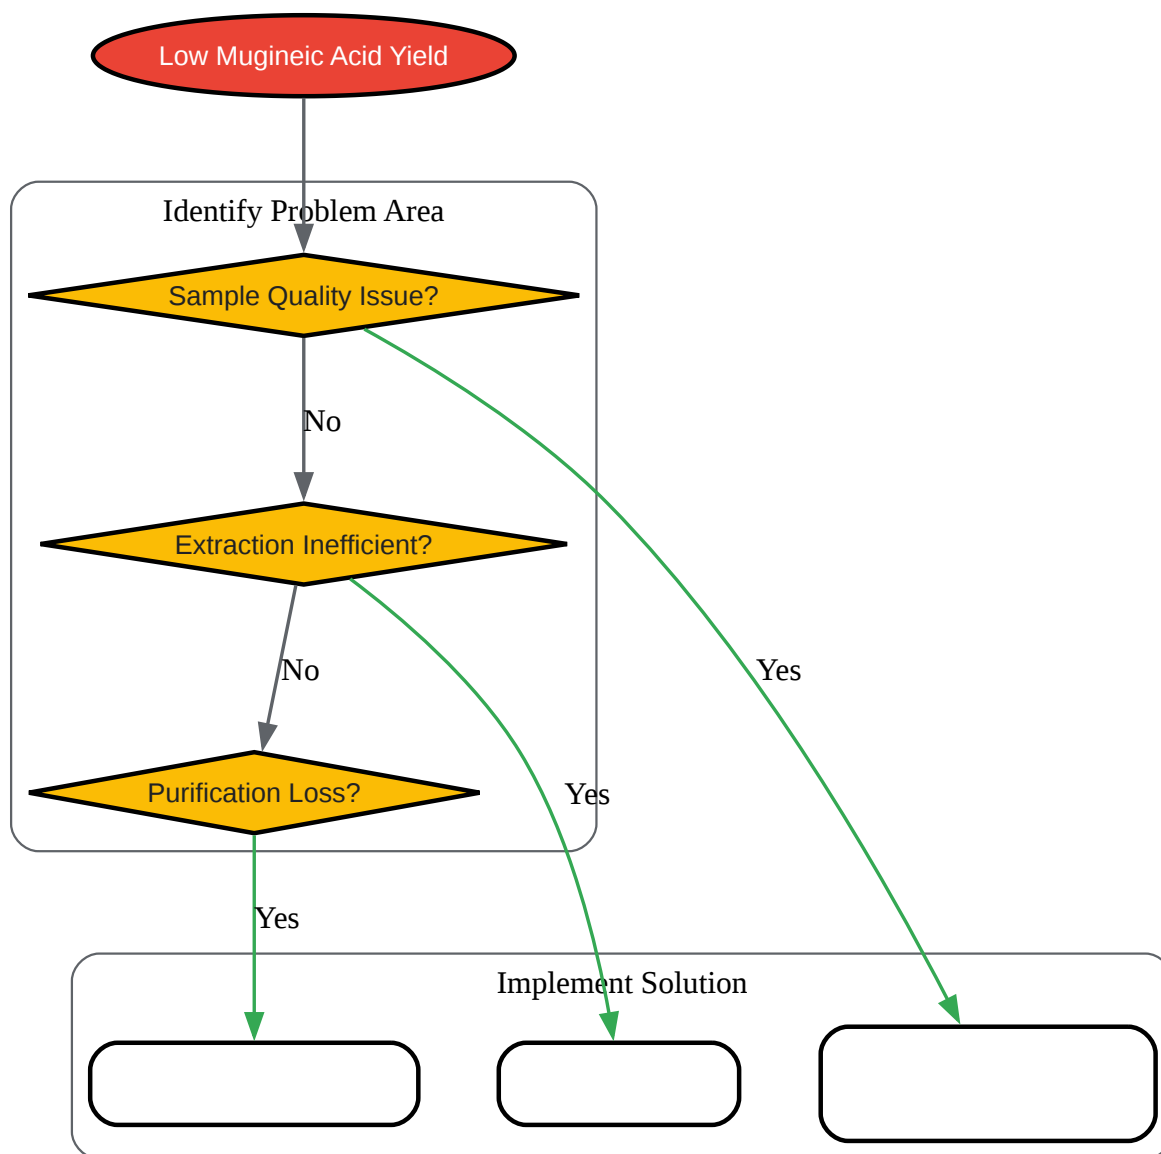 Low Mugineic Acid Yield
Identify Problem Area
Sample Quality Issue?
No
Extraction Inefficient?
No
Yes
Purification Loss?
Yes
Yes
Implement Solution